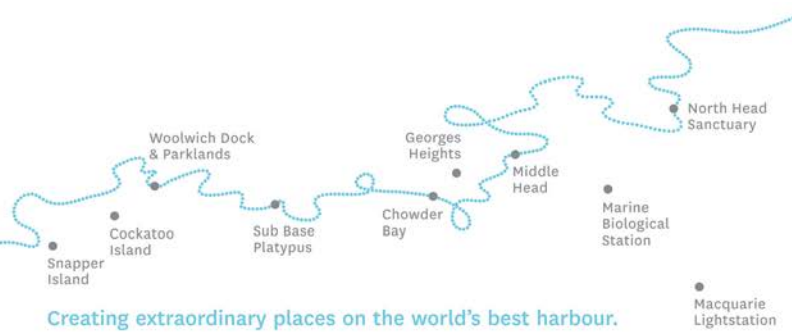 North Head
Sanctuary
Woolwich Dock
& Parklands
Georges
Heights
Middle
Head
Marine
Biological
Station
Chowder
Bay
Sub Base
Platypus
Cockatoo
Island
Snapper
Island
Macquarie
Lightstation
Creating extraordinary places on the world's best harbour.